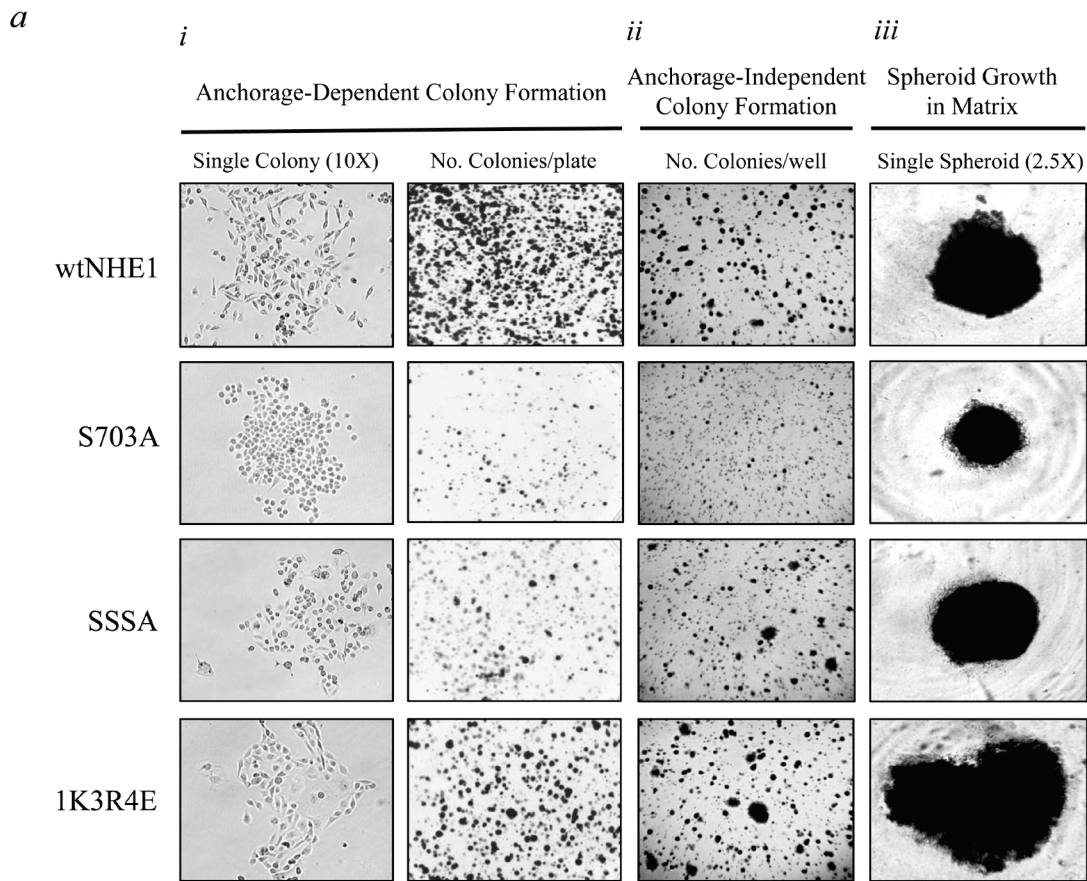 a
i
ii
iii
Anchorage-Dependent Colony Formation
Anchorage-Independent
Colony Formation
Spheroid Growth
in Matrix
Single Colony (10X)
No. Colonies/plate
No. Colonies/well
Single Spheroid (2.5X)
wtNHE1
S703A
SSSA
1K3R4E